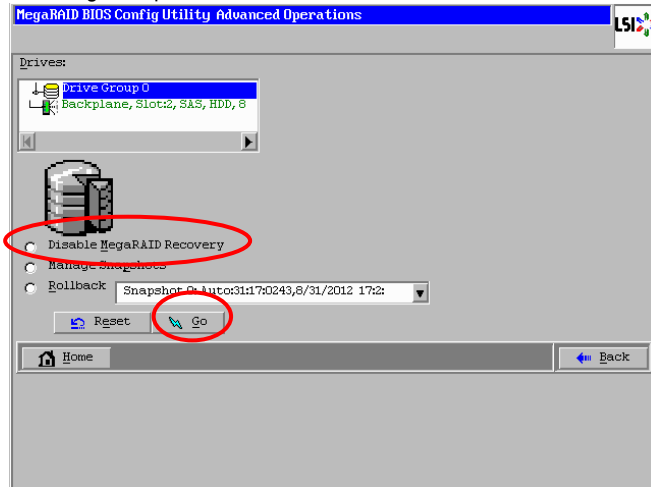 MegaRAID BIOS Config Utility Advanced Operations
LSI
Drives:
Drive Group 0
Backplane, Slot:2, SAS, HDD, 8
Disable MegaRAID Recovery
Manage Snapshots
Rollback
Snapshot 0: Auto:31:17:0243,8/31/2012 17:2:
Reset
Go
Home
Back